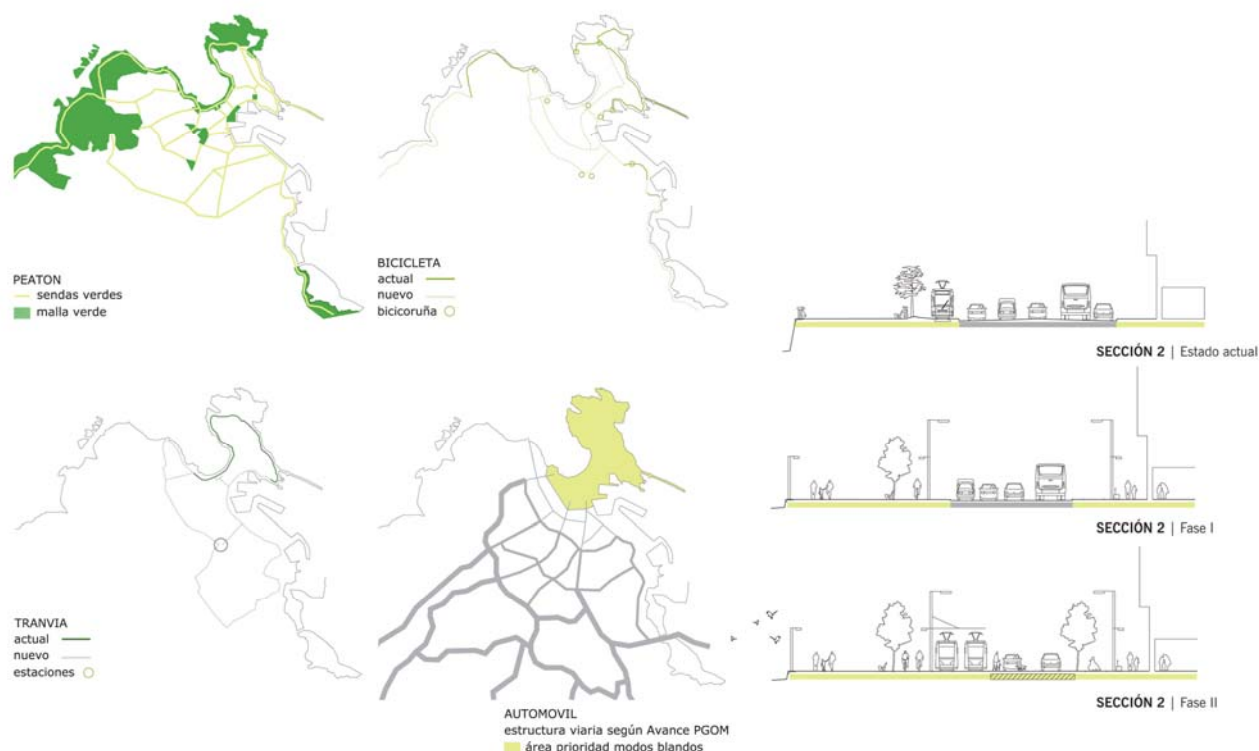 PEATON
sendas verdes
malla verde
BICICLETA
actual
nuevo
bicicoruña
SECCIÓN 2 | Estado actual
SECCIÓN 2 | Fase I
TRANVIA
actual
nuevo
estaciones
AUTOMOVIL
estructura viaria según Avance PGOM
área prioridad modos blandos
SECCIÓN 2 | Fase II